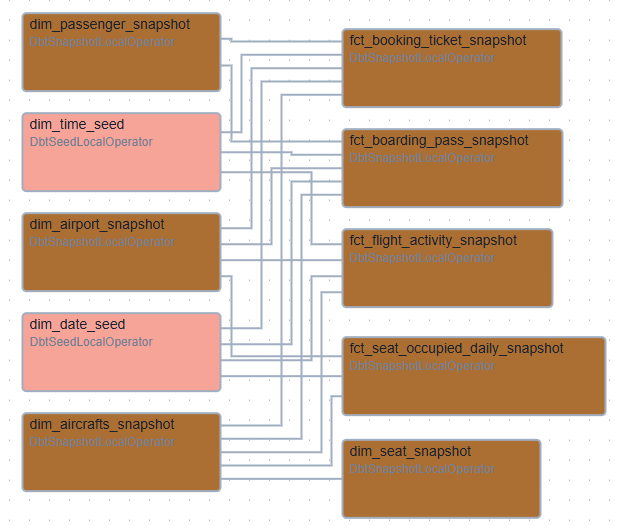 dim_passenger_snapshot
DbtSnapshotLocalOperator
dim_time_seed
DbtSeedLocalOperator
dim_airport_snapshot
DbtSnapshotLocalOperator
dim_date_seed
DbtSeedLocalOperator
dim_aircrafts_snapshot
DbtSnapshotLocalOperator
fct_booking_ticket_snapshot
DbtSnapshotLocalOperator
fct_boarding_pass_snapshot
DbtSnapshotLocalOperator
fct_flight_activity_snapshot
DbtSnapshotLocalOperator
fct_seat_occupied_daily_snapshot
DbtSnapshotLocalOperator
dim_seat_snapshot
DbtSnapshotLocalOperator